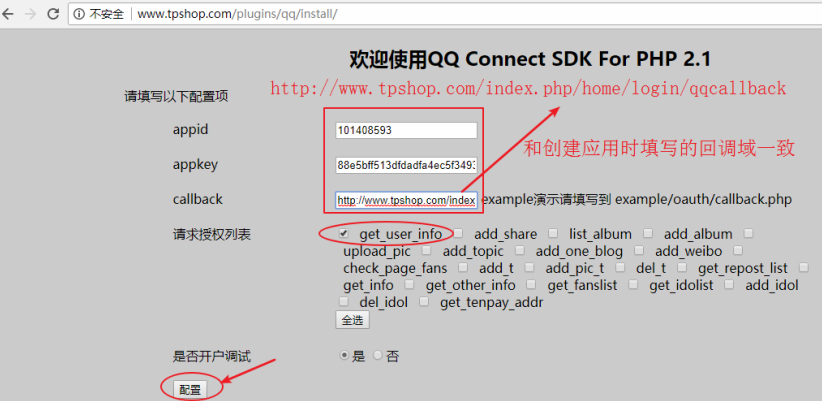 不安全 | www.tpshop.com/plugins/qq/install/
欢迎使用QQ Connect SDK For PHP 2.1
http://www.tpshop.com/index.php/home/login/qqcallback
请填写以下配置项
appid 101408593
和创建应用时填写的回调域一致
appkey 88e5bff513dfdadfa4ec5f3493
callback http://www.tpshop.com/index example演示请填写到 example/oauth/callback.php
请求授权列表 get_user_info add_share list_album add_album
upload_pic add_topic add_one_blog add_weibo
check_page_fans add_t add_pic_t del_t get_repost_list
get_info get_other_info get_fanslist get_idolist add_idol
del_idol get_tenpay_addr
全选
是否开户调试 是 否
配置